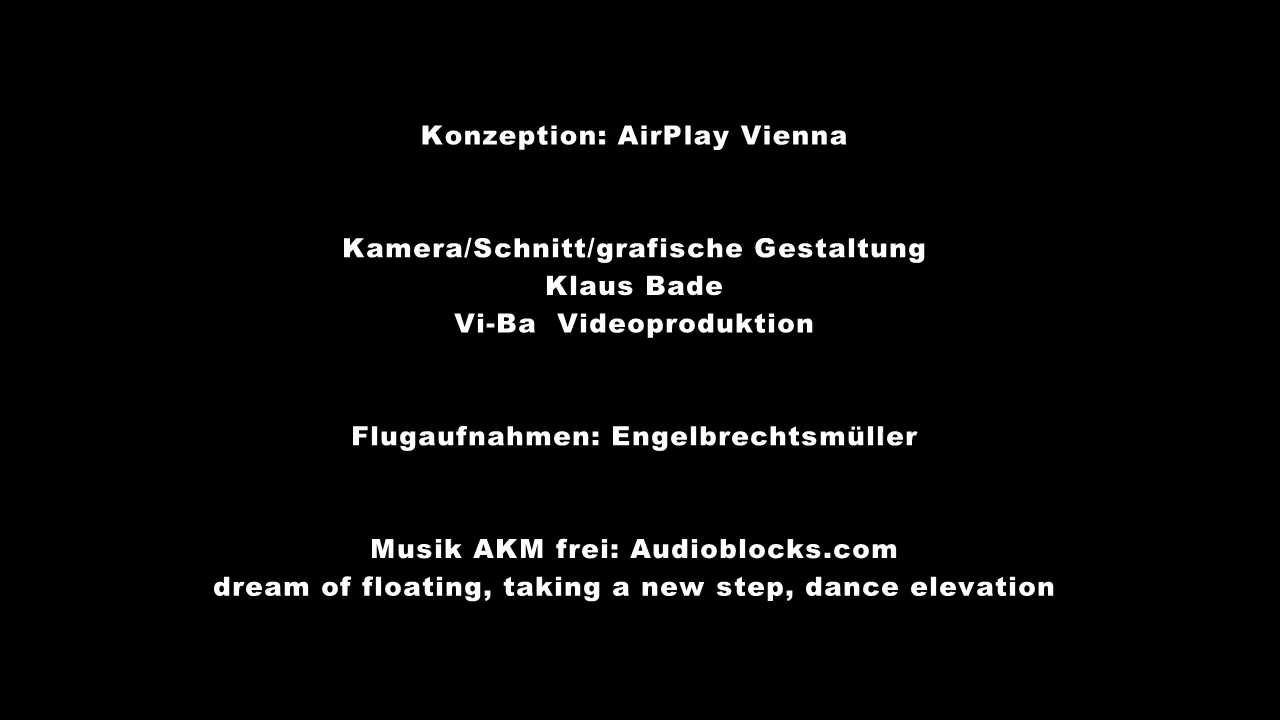 Konzeption: AirPlay Vienna
Kamera/Schnitt/grafische Gestaltung
Klaus Bade
Vi-Ba  Videoproduktion
Flugaufnahmen: Engelbrechtsmüller
Musik AKM frei: Audioblocks.com
dream of floating, taking a new step, dance elevation